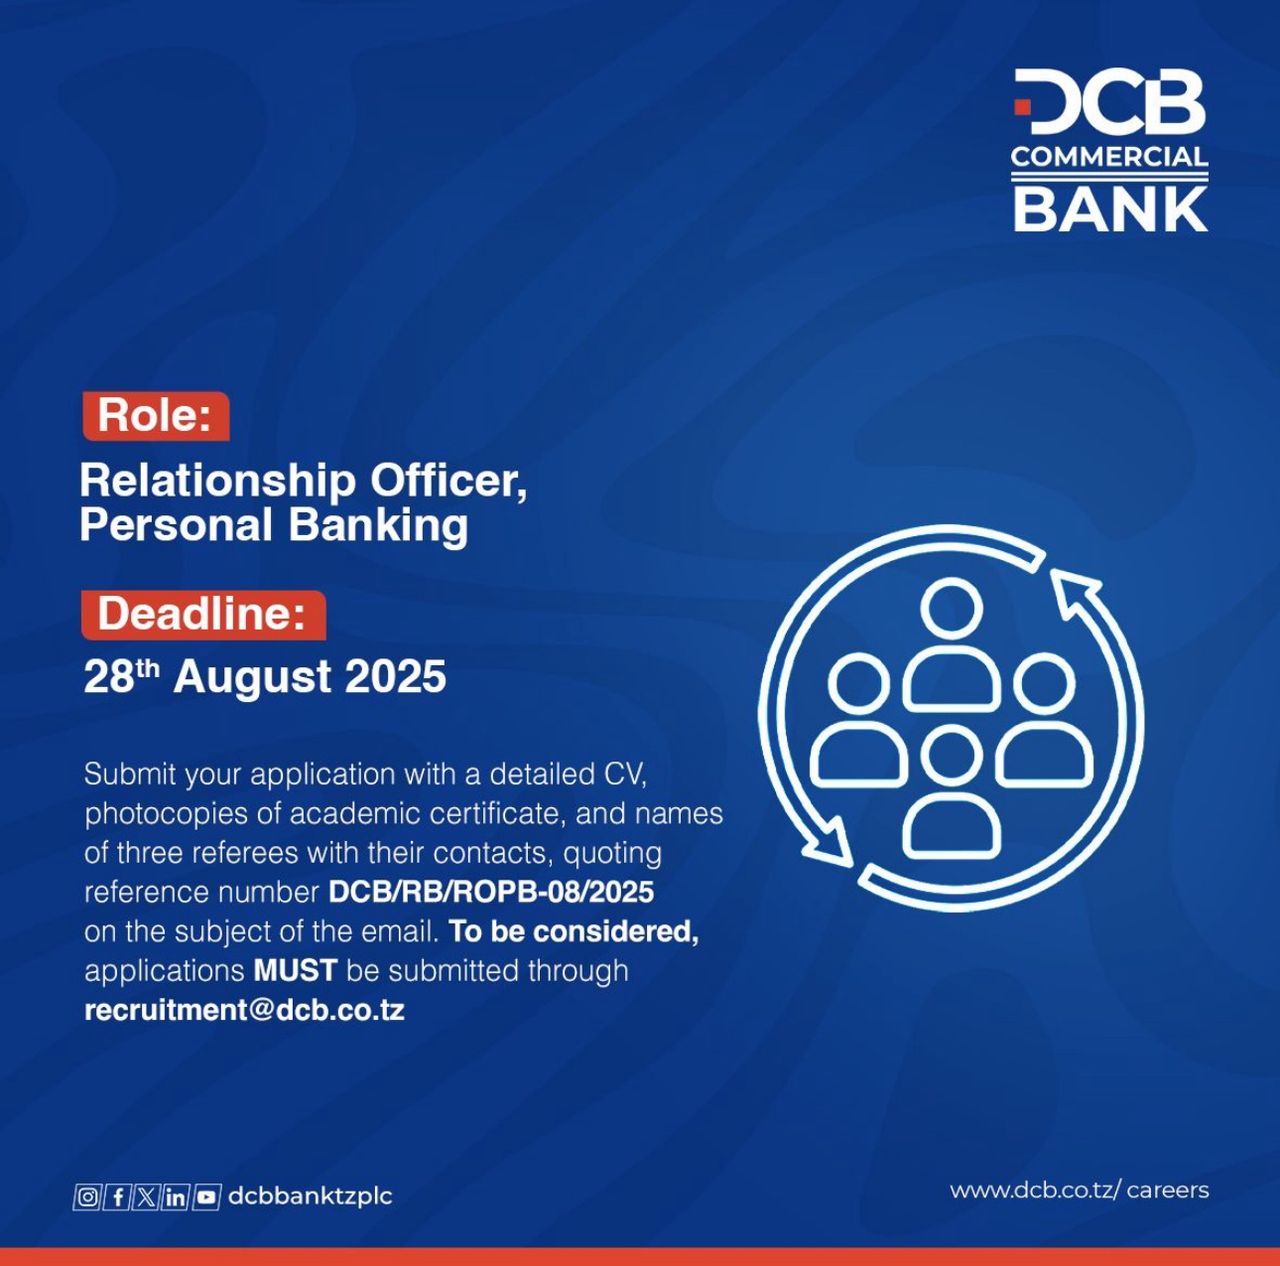 DCB
COMMERCIAL
BANK
Role:
Relationship Officer,
Personal Banking
Deadline:
28th August 2025
Submit your application with a detailed CV,
photocopies of academic certificate, and names
of three referees with their contacts, quoting
reference number DCB/RB/ROPB-08/2025
on the subject of the email. To be considered,
applications MUST be submitted through
recruitment@dcb.co.tz
dcbbanktzplc
www.dcb.co.tz/ careers